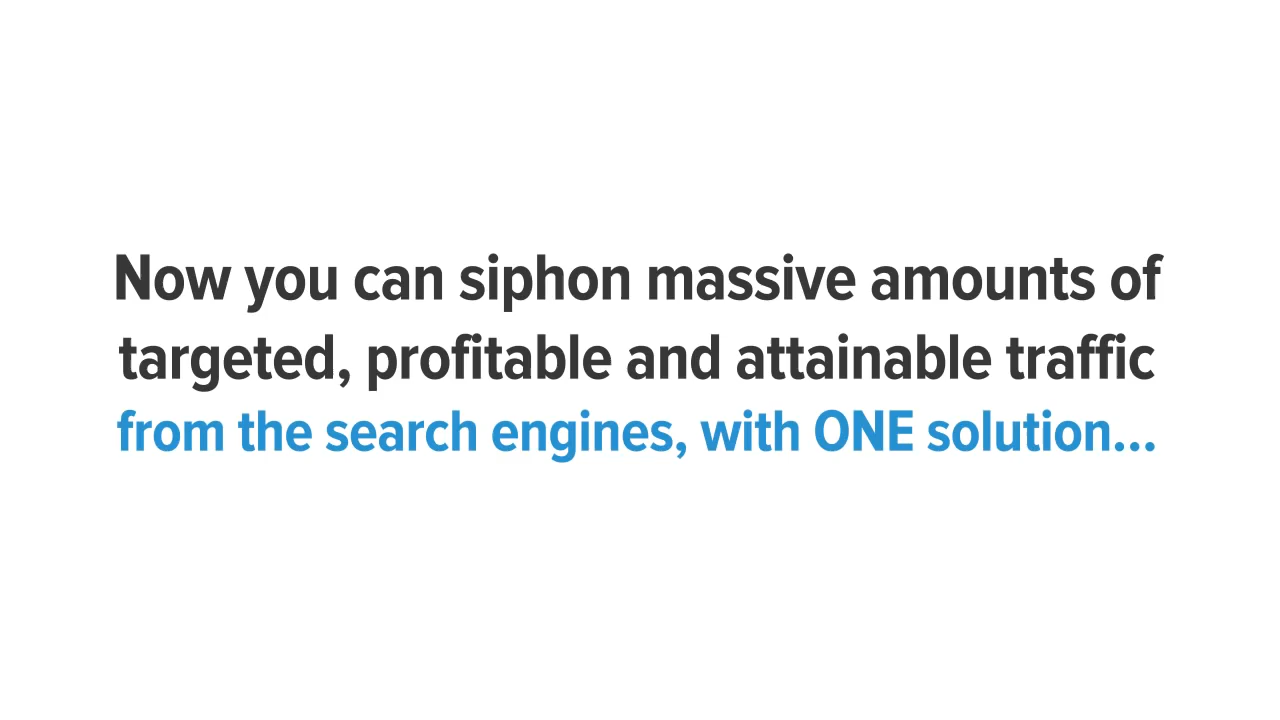 Now you can siphon massive amounts of
targeted, profitable and attainable traffic
from the search engines, with ONE solution...